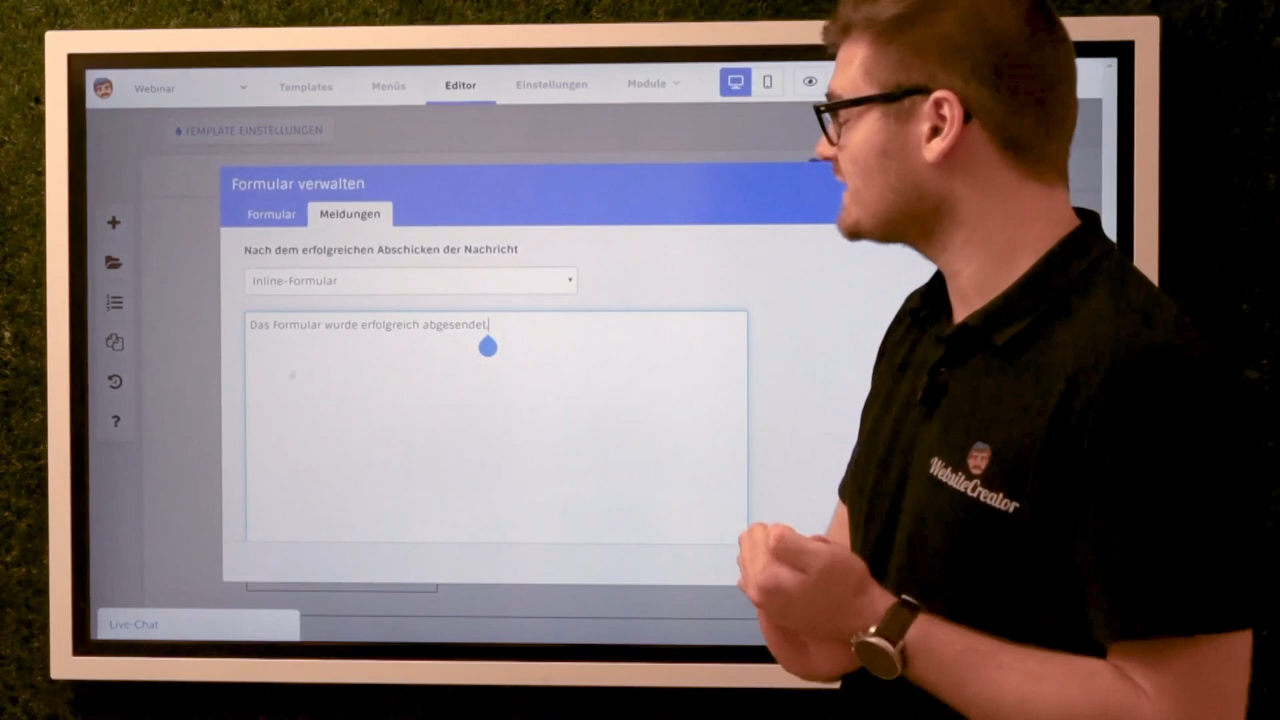 Webinar
Templates
Menüs
Editor
Einstellungen
Module
TEMPLATE EINSTELLUNGEN
Formular verwalten
Formular
Meldungen
Nach dem erfolgreichen Abschicken der Nachricht
Inline-Formular
Das Formular wurde erfolgreich abgesendet.
?
Live-Chat
WebsiteCreator